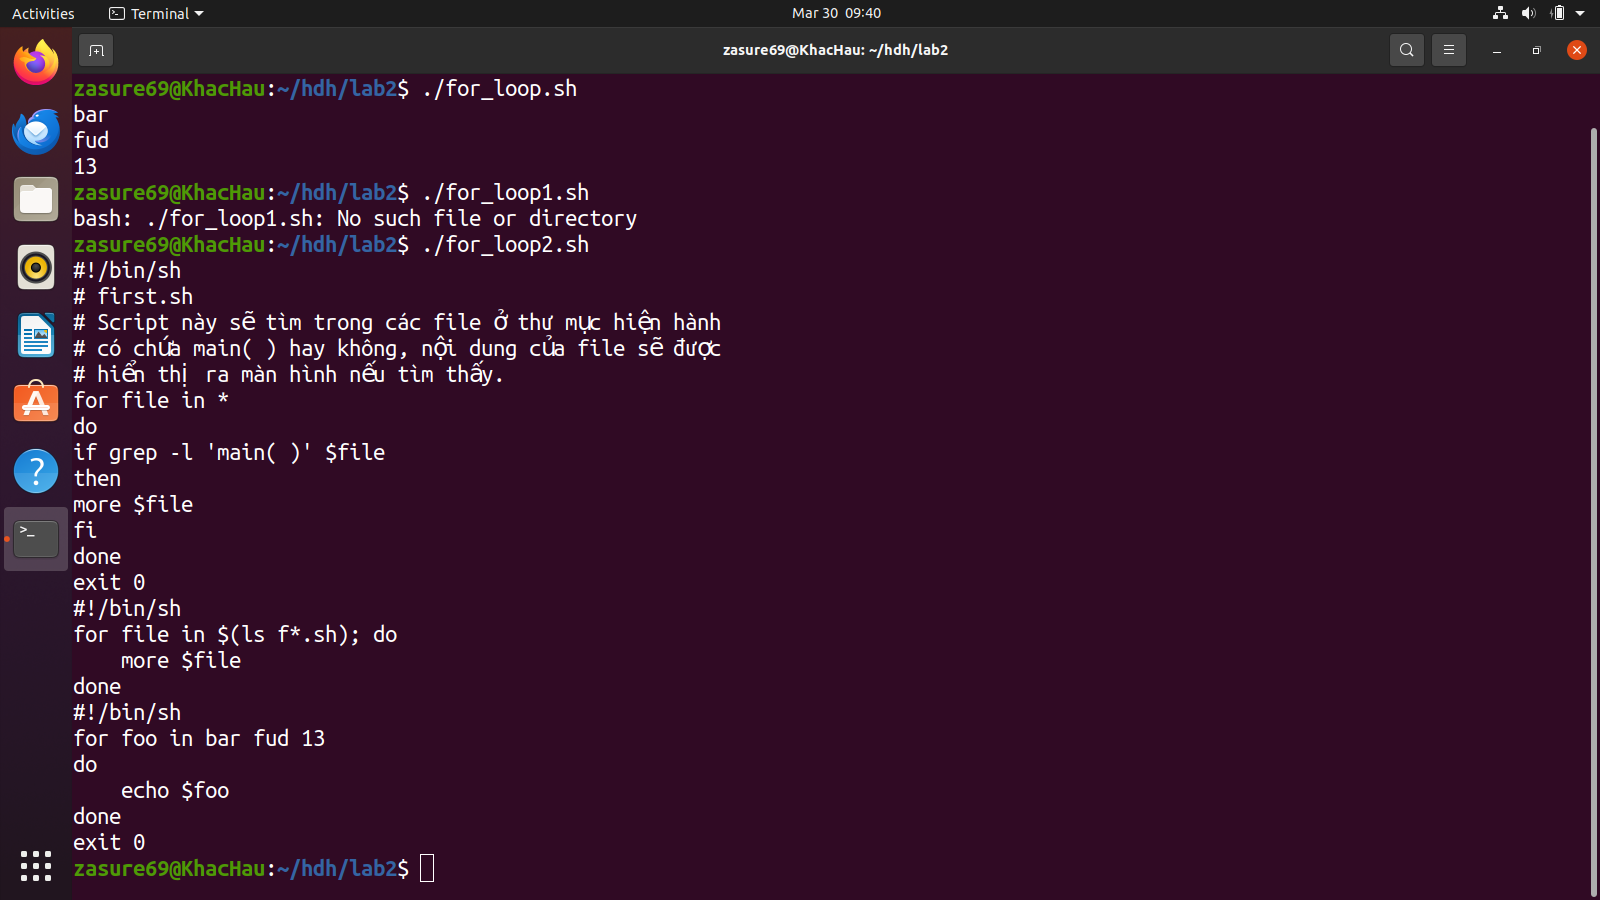 Activities
Terminal
Mar 30 09:40
zasure69@KhacHau: ~/hdh/lab2
zasure69@KhacHau:~/hdh/lab2$ ./for_loop.sh
bar
fud
13
zasure69@KhacHau:~/hdh/lab2$ ./for_loop1.sh
bash: ./for_loop1.sh: No such file or directory
zasure69@KhacHau:~/hdh/lab2$ ./for_loop2.sh
#!/bin/sh
# first.sh
# Script này sẽ tìm trong các file ở thư mục hiện hành
# có chứa main( ) hay không, nội dung của file sẽ được
# hiển thị ra màn hình nếu tìm thấy.
for file in *
do
if grep -l 'main( )' $file
then
more $file
fi
done
exit 0
#!/bin/sh
for file in $(ls f*.sh); do
    more $file
done
#!/bin/sh
for foo in bar fud 13
do
    echo $foo
done
exit 0
zasure69@KhacHau:~/hdh/lab2$